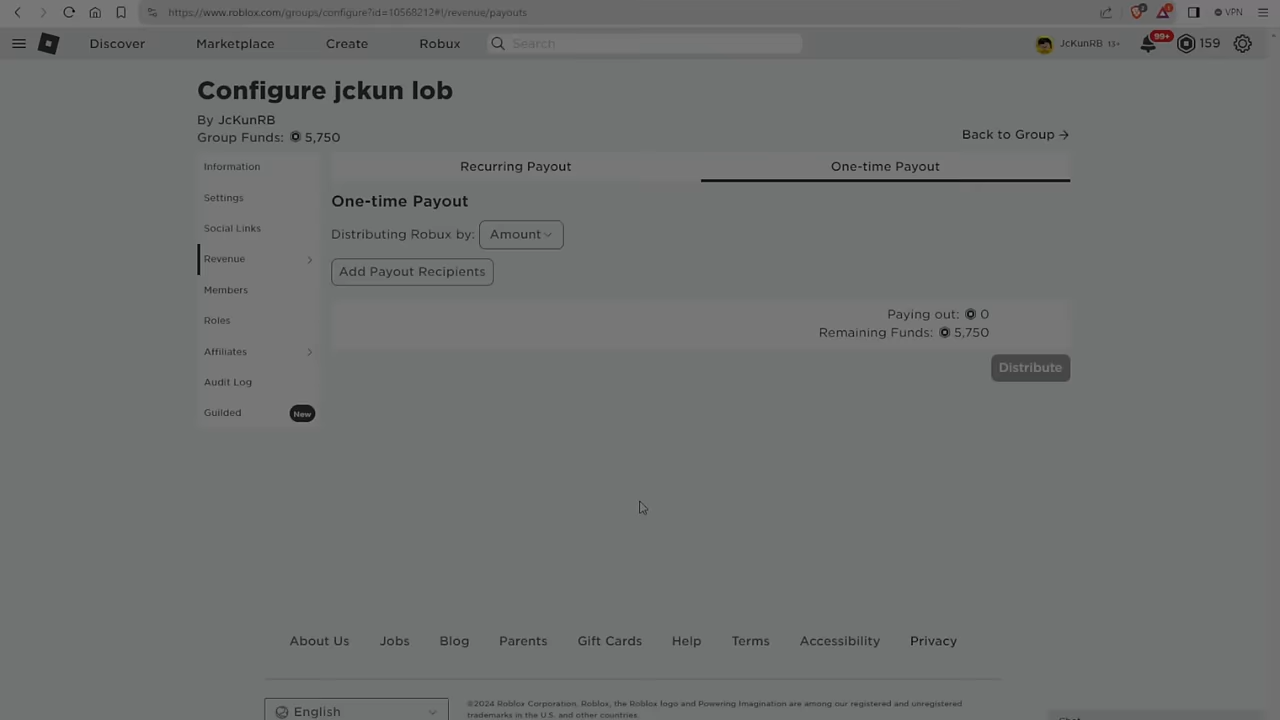 https://www.roblox.com/groups/configure?id=10568212#!/revenue/payouts
VPN
Discover
Marketplace
Create
Robux
Search
JcKunRB 13+
99+
159
Configure jckun lob
By JcKunRB
Group Funds: 5,750
Back to Group →
Information
Settings
Social Links
Revenue
Members
Roles
Affiliates
Audit Log
Guilded New
Recurring Payout
One-time Payout
One-time Payout
Distributing Robux by: Amount
Add Payout Recipients
Paying out: 0
Remaining Funds: 5,750
Distribute
About Us
Jobs
Blog
Parents
Gift Cards
Help
Terms
Accessibility
Privacy
English
©2024 Roblox Corporation. Roblox, the Roblox logo and Powering Imagination are among our registered and unregistered
trademarks in the U.S. and other countries.